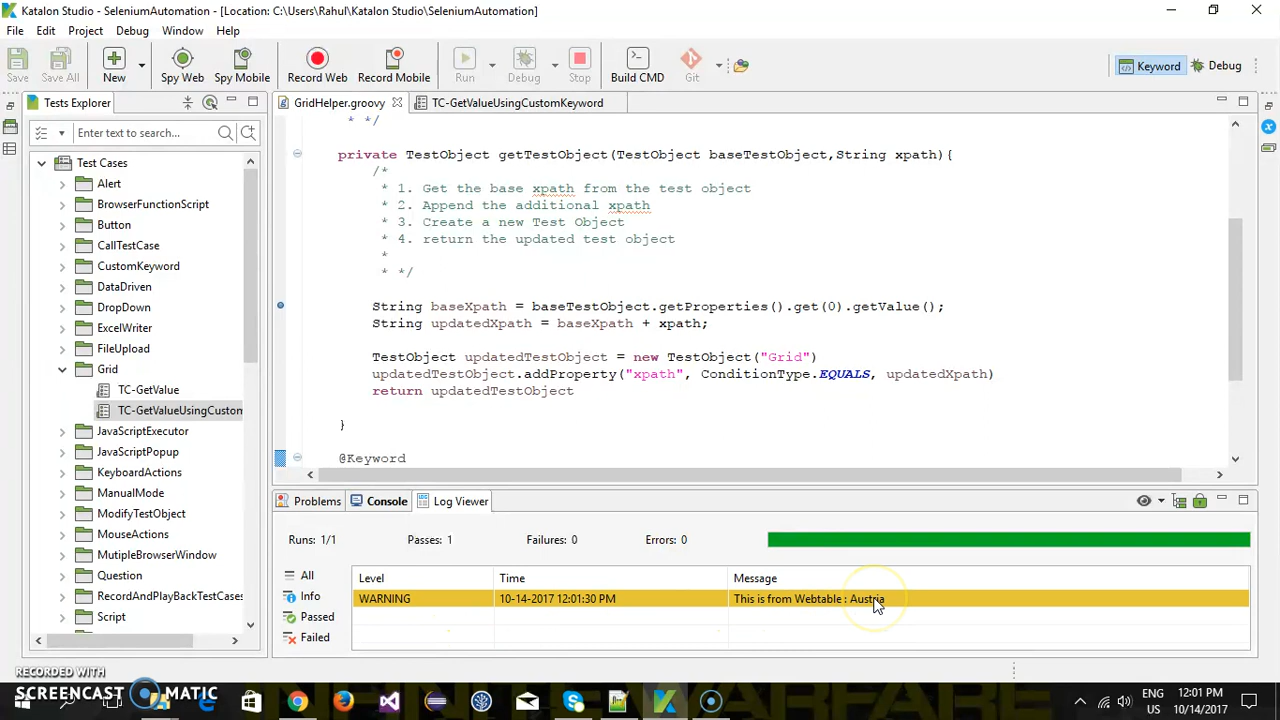 Katalon Studio - SeleniumAutomation - [Location: C:\Users\Rahul\Katalon Studio\SeleniumAutomation]
File Edit Project Debug Window Help
Save Save All New Spy Web Spy Mobile Record Web Record Mobile Run Debug Stop Build CMD Git Keyword Debug
Tests Explorer
Enter text to search...
Test Cases
Alert
BrowserFunctionScript
Button
CallTestCase
CustomKeyword
DataDriven
DropDown
ExcelWriter
FileUpload
Grid
TC-GetValue
TC-GetValueUsingCustom
JavaScriptExecutor
JavaScriptPopup
KeyboardActions
ManualMode
ModifyTestObject
MouseActions
MutipleBrowserWindow
Question
RecordAndPlayBackTestCases
Script
GridHelper.groovy TC-GetValueUsingCustomKeyword
* */
private TestObject getTestObject(TestObject baseTestObject,String xpath){
/*
* 1. Get the base xpath from the test object
* 2. Append the additional xpath
* 3. Create a new Test Object
* 4. return the updated test object
*
* */
String baseXpath = baseTestObject.getProperties().get(0).getValue();
String updatedXpath = baseXpath + xpath;
TestObject updatedTestObject = new TestObject("Grid")
updatedTestObject.addProperty("xpath", ConditionType.EQUALS, updatedXpath)
return updatedTestObject
}
@Keyword
Problems Console Log Viewer
Runs: 1/1 Passes: 1 Failures: 0 Errors: 0
All
Info
Passed
Failed
Level Time Message
WARNING 10-14-2017 12:01:30 PM This is from Webtable : Austria
RECORDED WITH
SCREENCAST MATIC
ENG 12:01 PM
US 10/14/2017